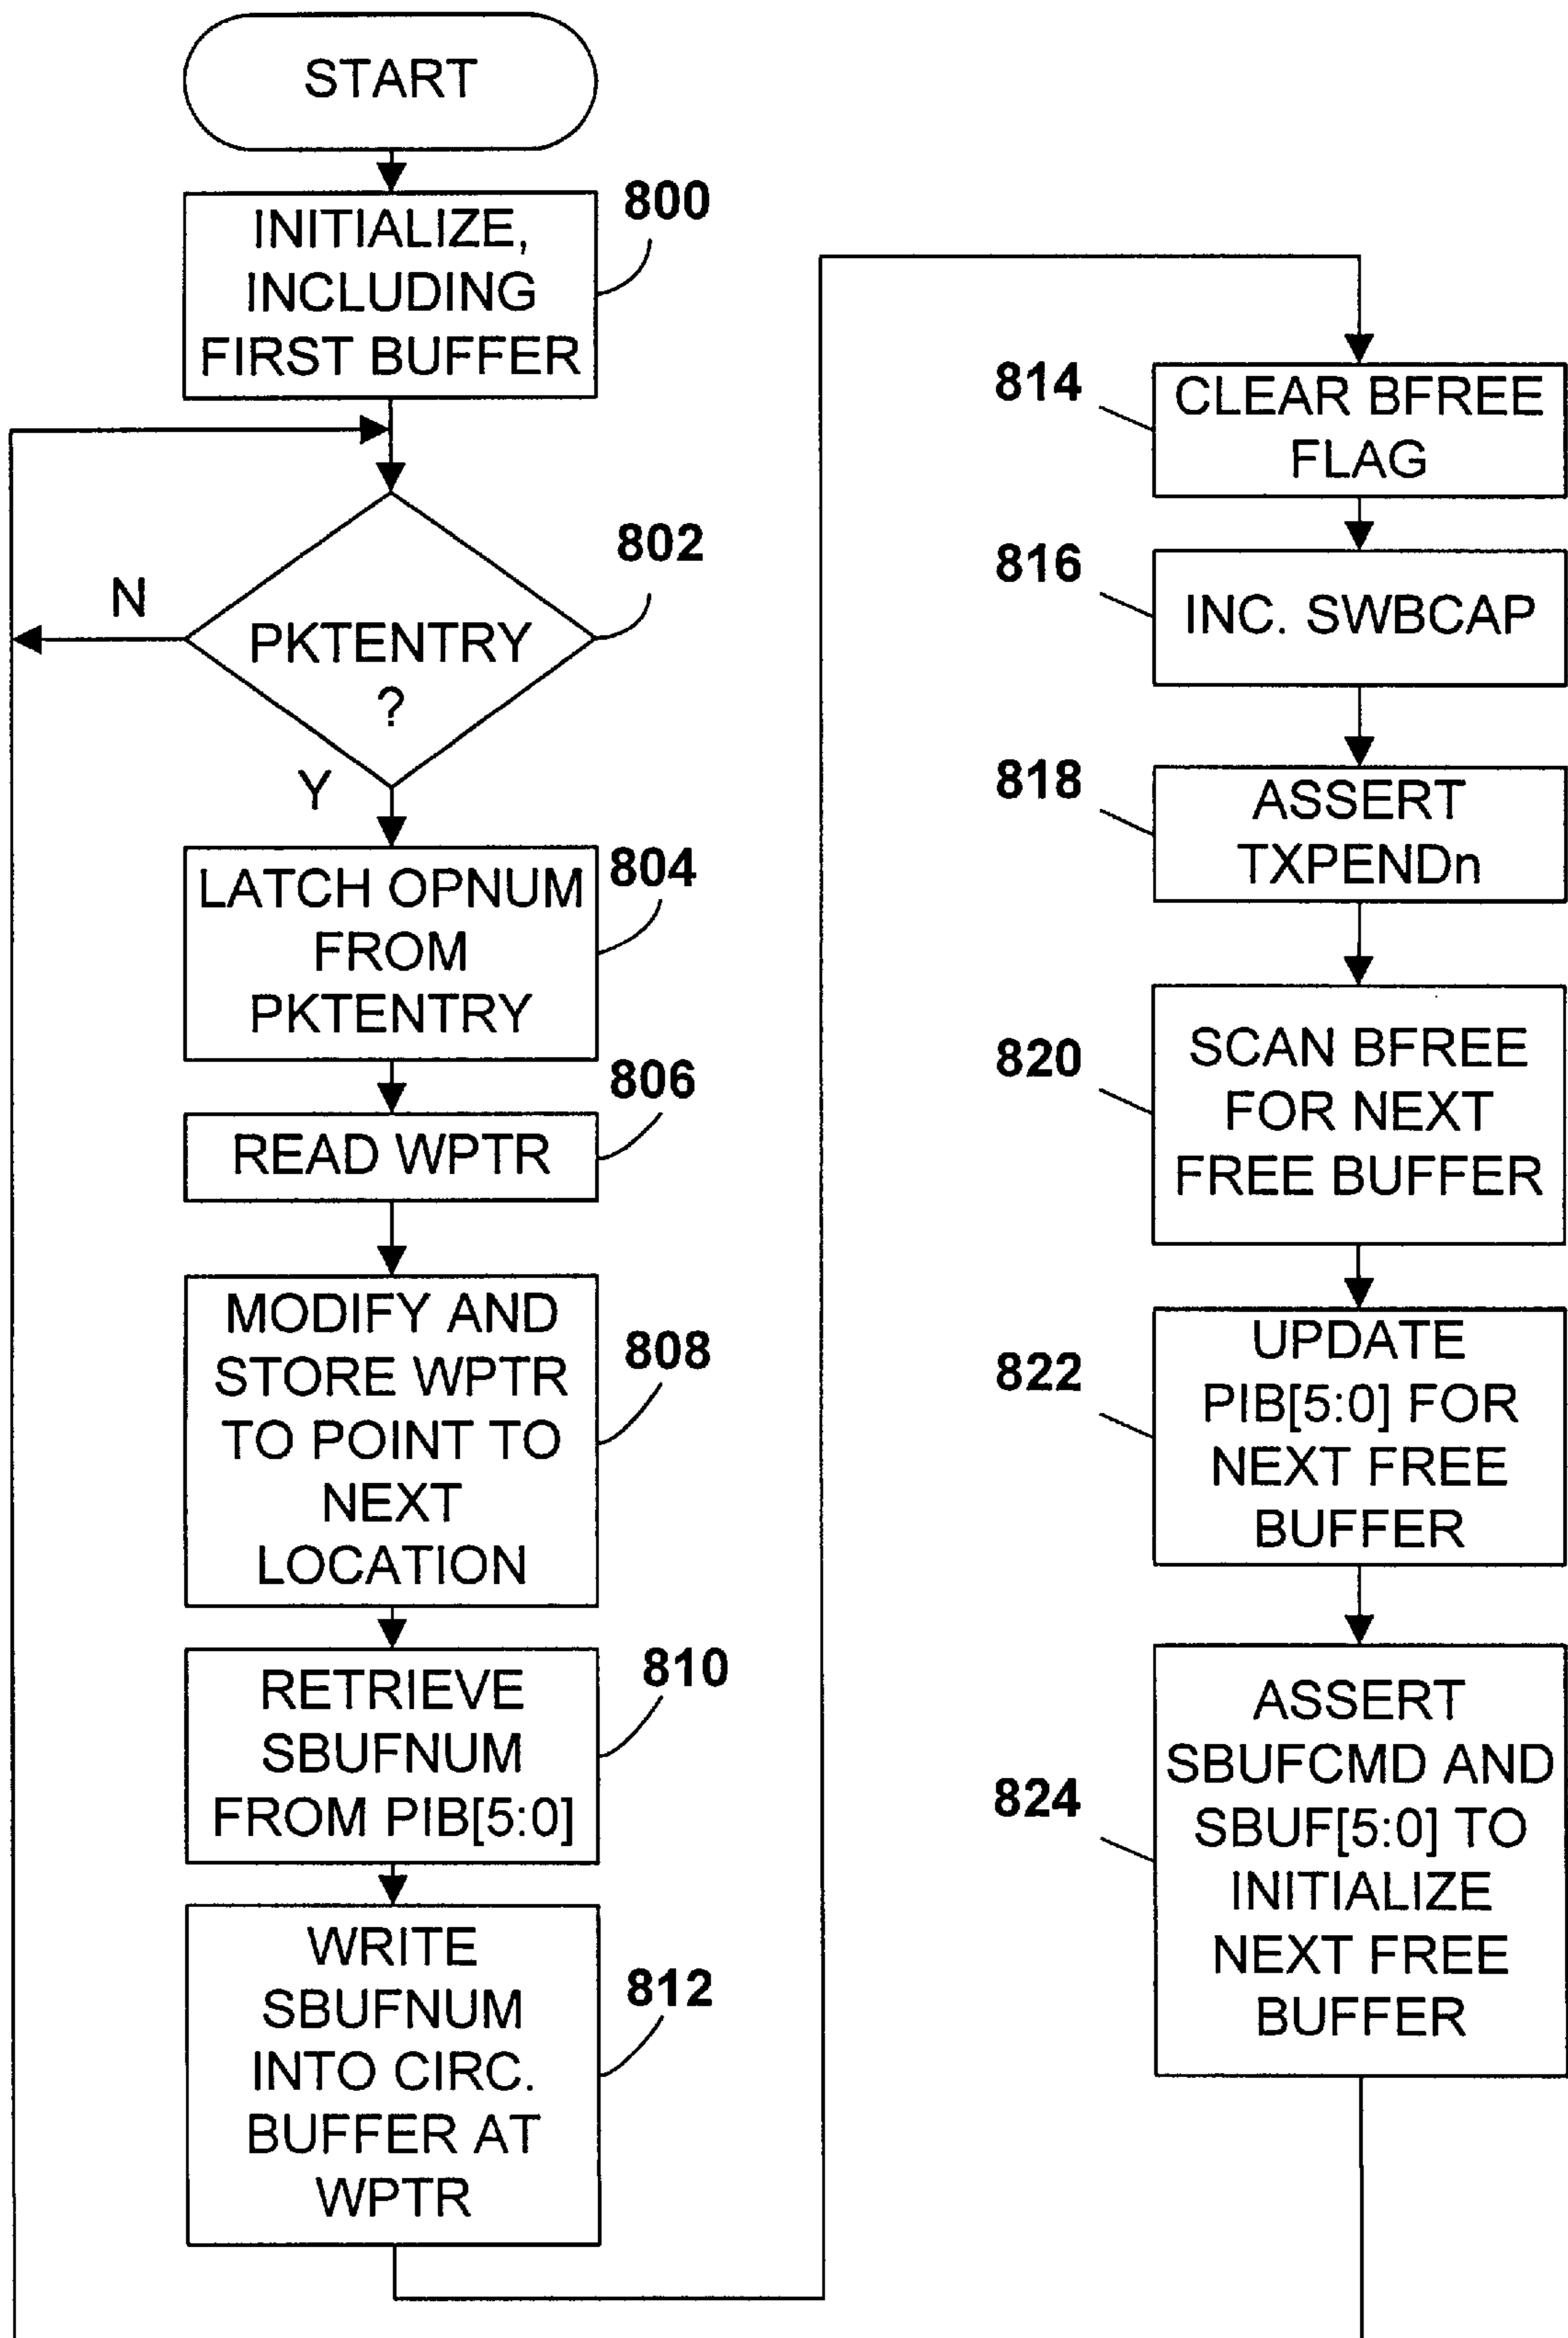 START
800
INITIALIZE,
INCLUDING
FIRST BUFFER
802
N
PKTENTRY
?
Y
804
LATCH OPNUM
FROM
PKTENTRY
806
READ WPTR
808
MODIFY AND
STORE WPTR
TO POINT TO
NEXT
LOCATION
810
RETRIEVE
SBUFNUM
FROM PIB[5:0]
812
WRITE
SBUFNUM
INTO CIRC.
BUFFER AT
WPTR
814
CLEAR BFREE
FLAG
816
INC. SWBCAP
818
ASSERT
TXPENDn
820
SCAN BFREE
FOR NEXT
FREE BUFFER
822
UPDATE
PIB[5:0] FOR
NEXT FREE
BUFFER
824
ASSERT
SBUFCMD AND
SBUF[5:0] TO
INITIALIZE
NEXT FREE
BUFFER